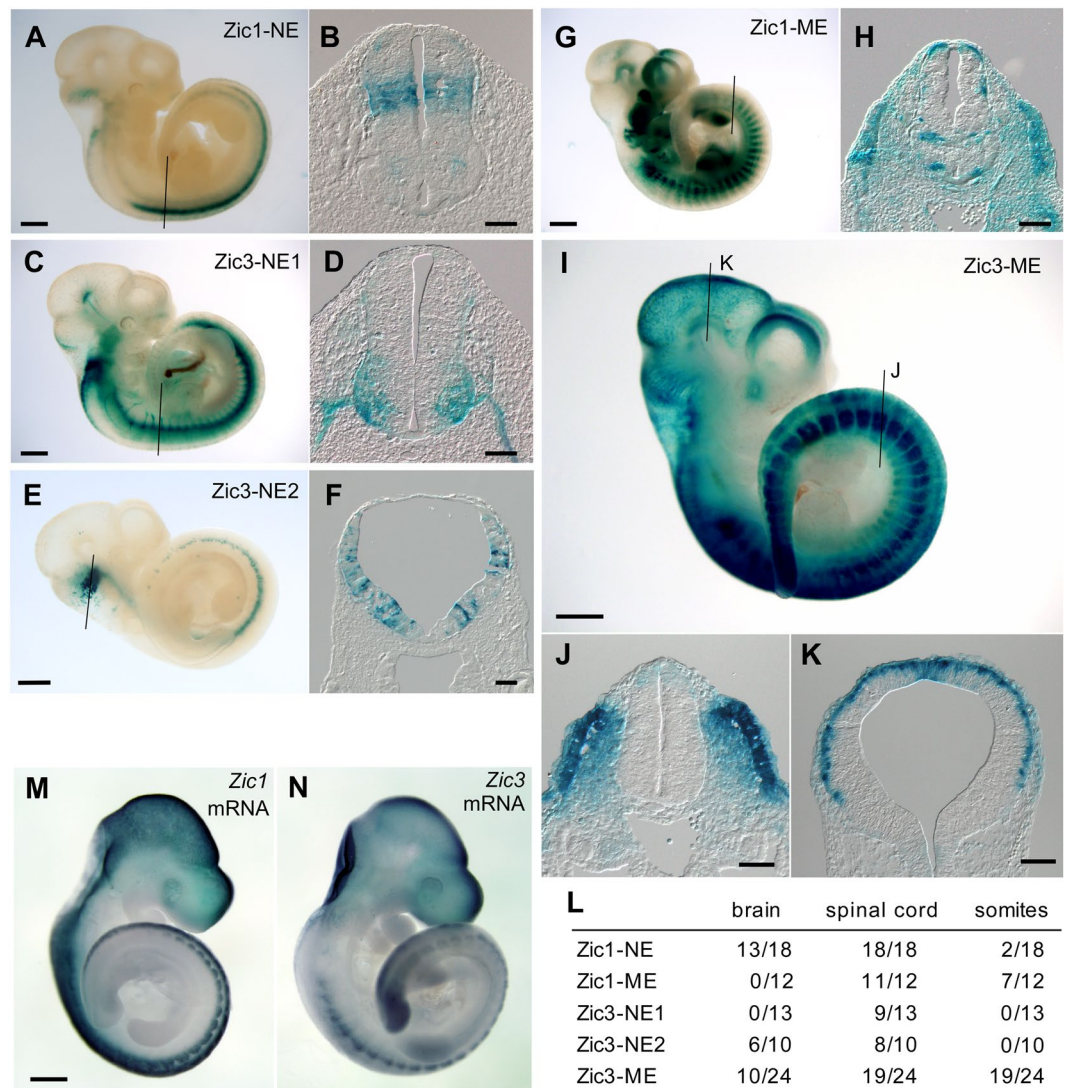 A
Zic1-NE
B
C
Zic3-NE1
D
E
Zic3-NE2
F
G
Zic1-ME
H
I
Zic3-ME
K
J
J
K
M
Zic1
mRNA
N
Zic3
mRNA
L
brain spinal cord somites
Zic1-NE 13/18 18/18 2/18
Zic1-ME 0/12 11/12 7/12
Zic3-NE1 0/13 9/13 0/13
Zic3-NE2 6/10 8/10 0/10
Zic3-ME 10/24 19/24 19/24